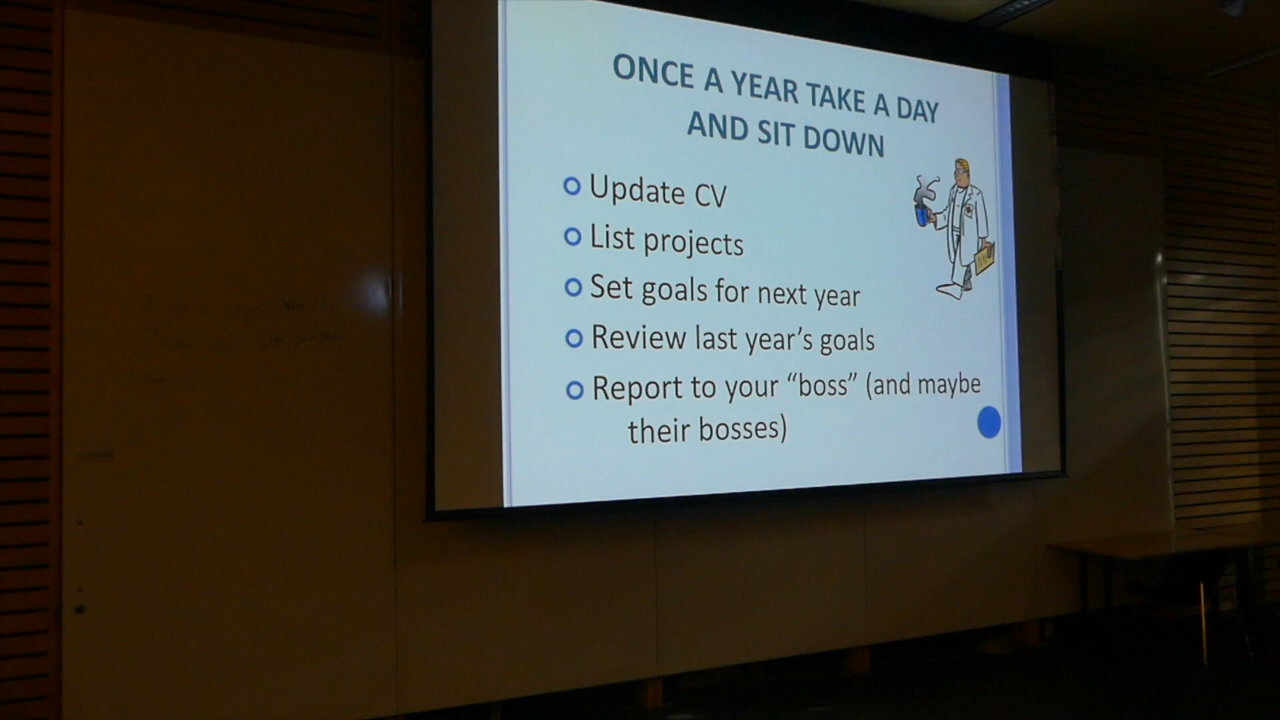 ONCE A YEAR TAKE A DAY
AND SIT DOWN
Update CV
List projects
Set goals for next year
Review last year's goals
Report to your “boss” (and maybe
their bosses)